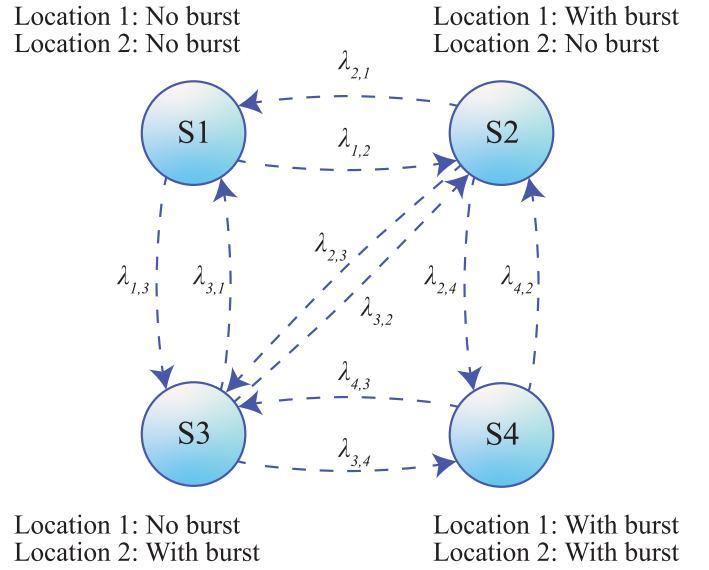 Location 1: No burst
Location 2: No burst
Location 1: With burst
Location 2: No burst
λ2,1
S1
S2
λ1,2
λ2,3
λ1,3
λ3,1
λ2,4
λ4,2
λ3,2
λ4,3
S3
S4
λ3,4
Location 1: No burst
Location 2: With burst
Location 1: With burst
Location 2: With burst